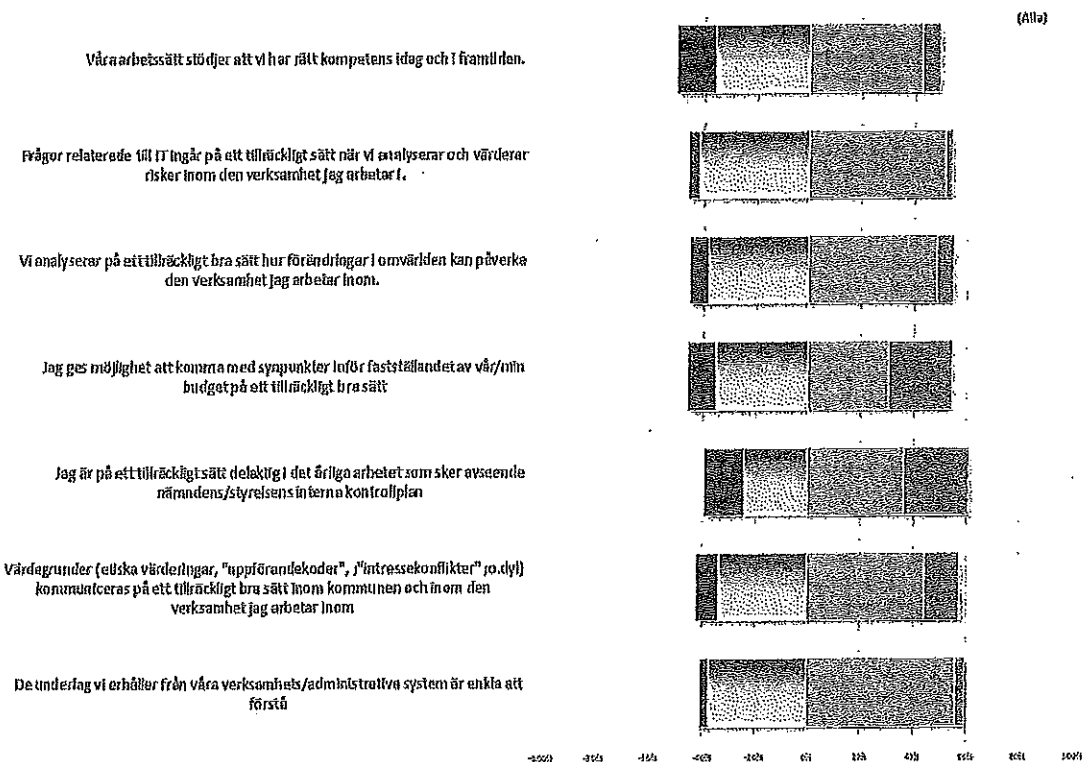 (Alla)
Våra arbetssätt stödjer att vi har rätt kompetens idag och i framtiden.
Frågor relaterade till IT ingår på ett tillräckligt sätt när vi analyserar och värderar
risker inom den verksamhet jag arbetar i.
Vi analyserar på ett tillräckligt bra sätt hur förändringar i omvärlden kan påverka
den verksamhet jag arbetar inom.
Jag ges möjlighet att komma med synpunkter inför fastställandet av vår/min
budget på ett tillräckligt bra sätt
Jag är på ett tillräckligt sätt delaktig i det årliga arbetet som sker avseende
nämndens/styrelsens interna kontrollplan
Värdegrunder (etiska värderingar, "uppförandekoder", /"intressekonflikter" /o.dyl)
kommuniceras på ett tillräckligt bra sätt inom kommunen och inom den
verksamhet jag arbetar inom
De underlag vi erhåller från våra verksamhets/administrativa system är enkla att
förstå